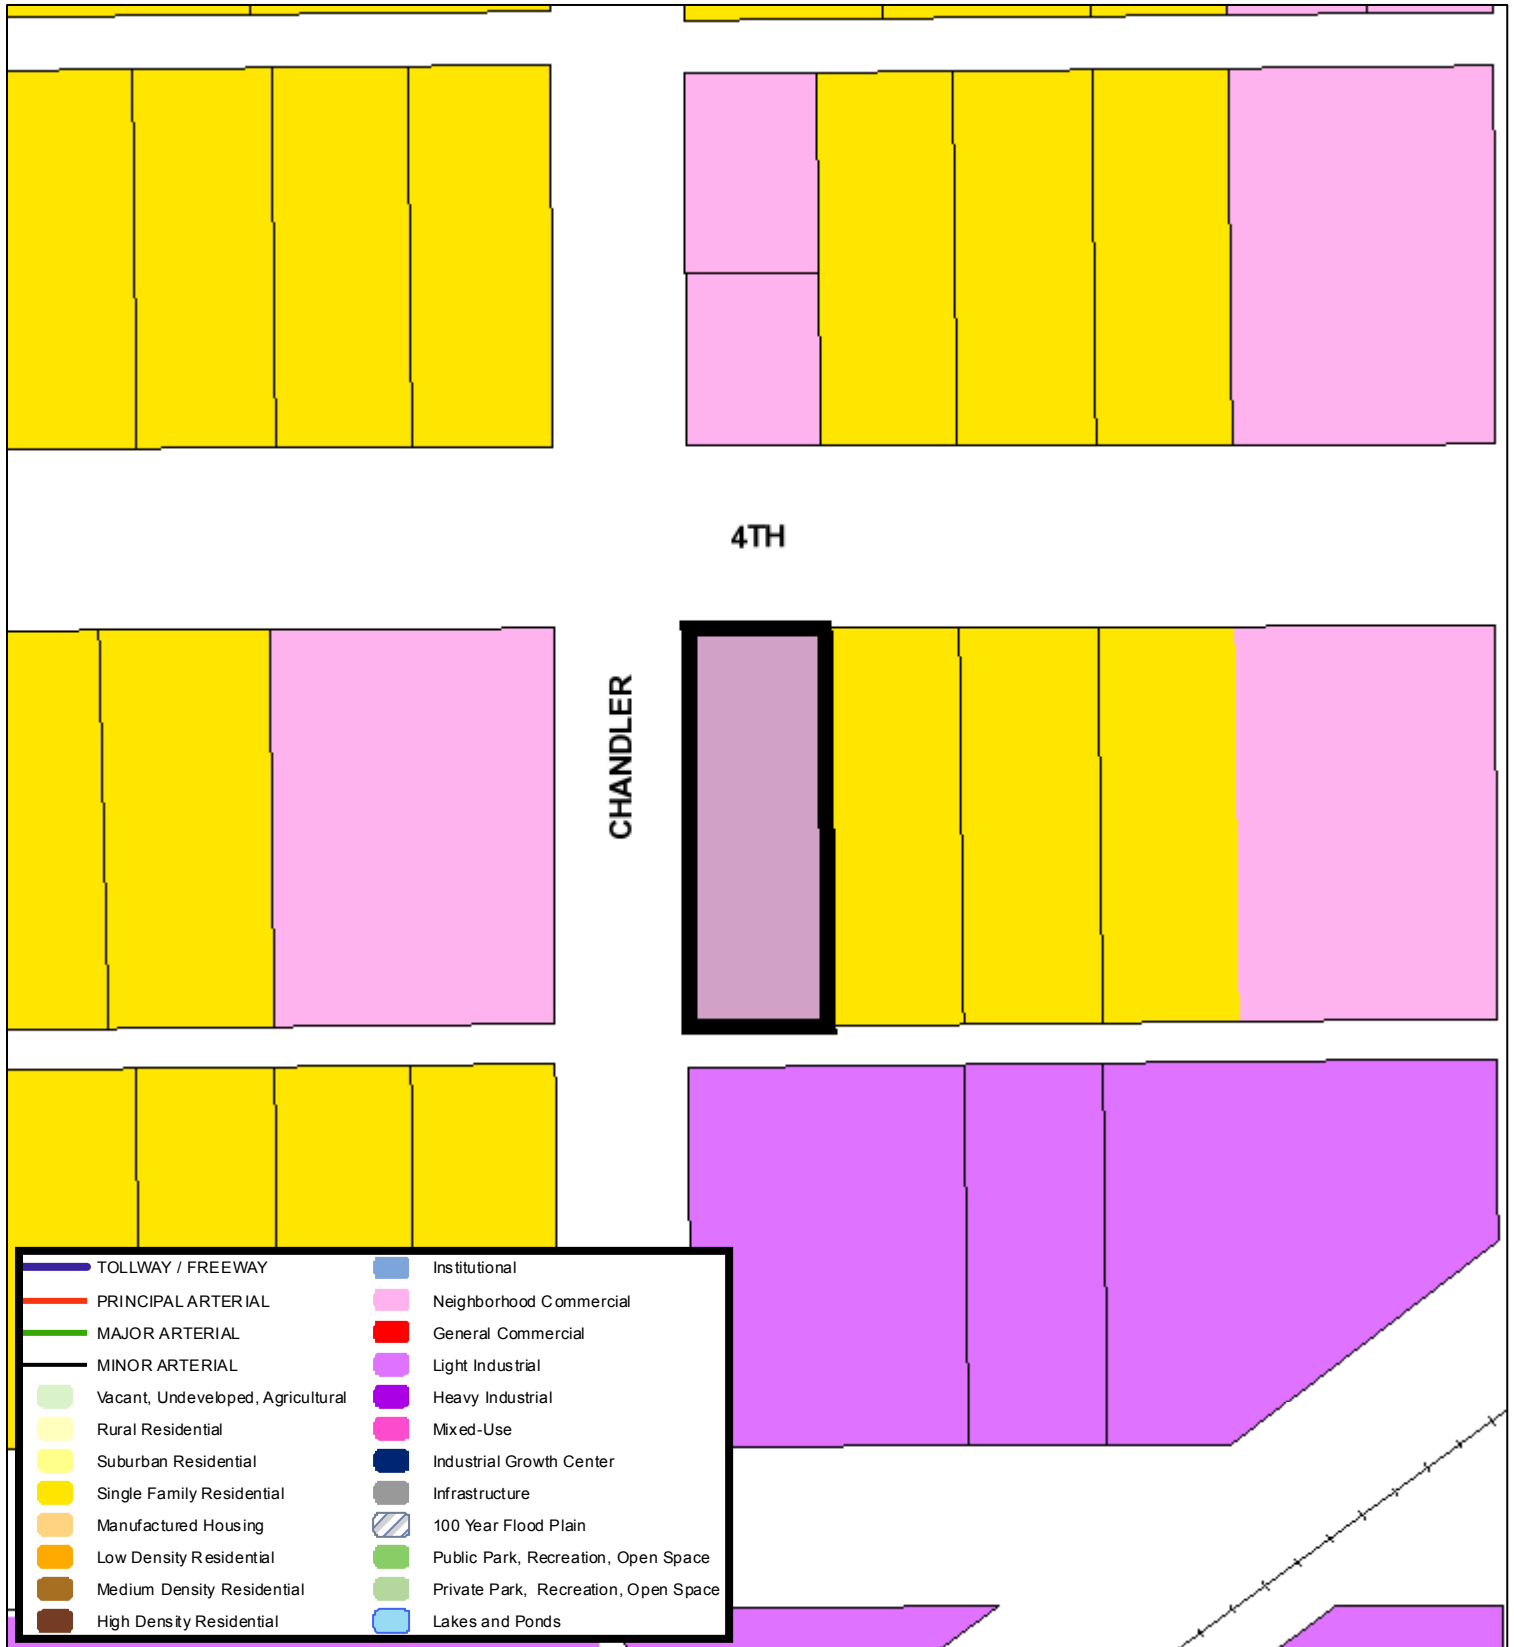 4TH
CHANDLER
TOLLWAY / FREEWAY
PRINCIPAL ARTERIAL
MAJOR ARTERIAL
MINOR ARTERIAL
Vacant, Undeveloped, Agricultural
Rural Residential
Suburban Residential
Single Family Residential
Manufactured Housing
Low Density Residential
Medium Density Residential
High Density Residential
Institutional
Neighborhood Commercial
General Commercial
Light Industrial
Heavy Industrial
Mixed-Use
Industrial Growth Center
Infrastructure
100 Year Flood Plain
Public Park, Recreation, Open Space
Private Park, Recreation, Open Space
Lakes and Ponds